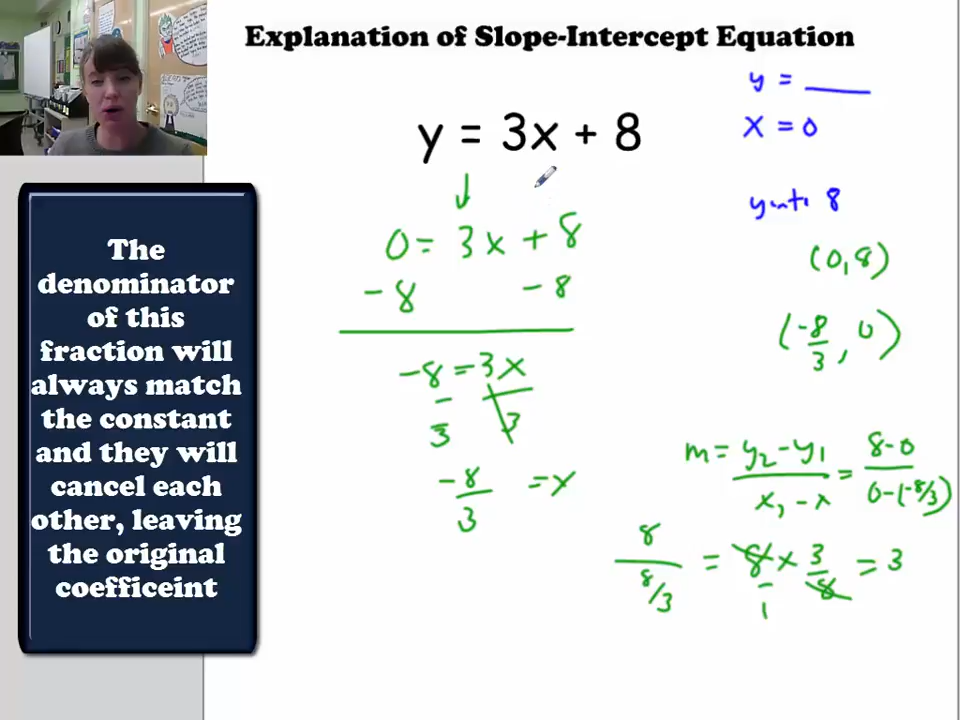 Explanation of Slope-Intercept Equation
y = ____
x = 0
y = 3x + 8
y-int. 8
0 = 3x + 8
-8 -8
(0,8)
(-8/3, 0)
-8 = 3x
3 3
-8/3 = x
m = y2 - y1 = 8-0
x, - x 0-(-8/3)
8 = 8 x 3 = 3
8/3 1 8
The
denominator
of this
fraction will
always match
the constant
and they will
cancel each
other, leaving
the original
coefficeint